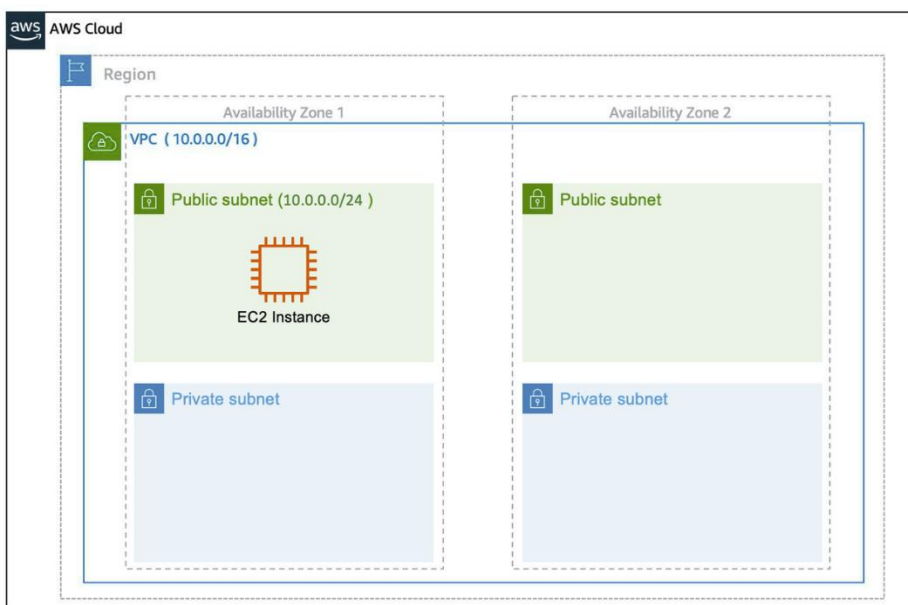 aws AWS Cloud
Region
Availability Zone 1
Availability Zone 2
VPC ( 10.0.0.0/16 )
Public subnet (10.0.0.0/24 )
Public subnet
EC2 Instance
Private subnet
Private subnet